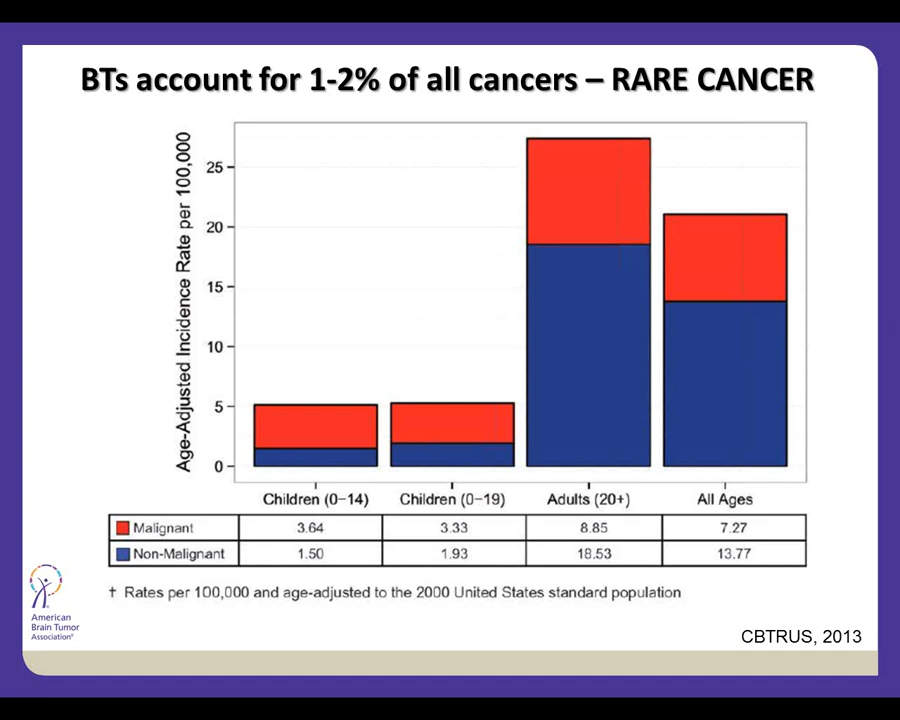 BTs account for 1-2% of all cancers – RARE CANCER
Age-Adjusted Incidence Rate per 100,000
25
20
15
10
5
0
Children (0–14) Children (0–19) Adults (20+) All Ages
Malignant 3.64 3.33 8.85 7.27
Non-Malignant 1.50 1.93 18.53 13.77
† Rates per 100,000 and age-adjusted to the 2000 United States standard population
American
Brain Tumor
Association®
CBTRUS, 2013